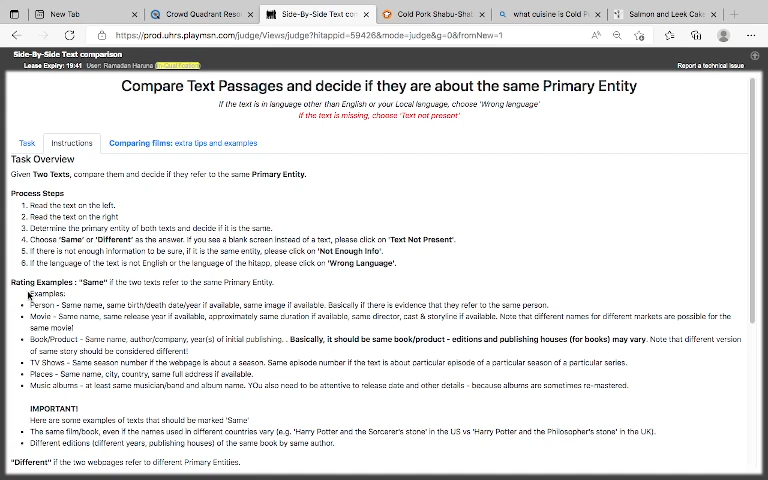 New Tab
Crowd Quadrant Reso
Side-By-Side Text com
Cold Pork Shabu-Shab
what cuisine is Cold P
Salmon and Leek Cake
https://prod.uhrs.playmsn.com/judge/Views/judge?hitappid=59426&mode=judge&g=0&fromNew=1
Side-By-Side Text comparison
Lease Expiry: 19:41 User: Ramadan Haruna (In Qualification)
Report a technical issue
Compare Text Passages and decide if they are about the same Primary Entity
If the text is in language other than English or your Local language, choose 'Wrong language'
If the text is missing, choose 'Text not present'
Task Instructions Comparing films: extra tips and examples
Task Overview
Given Two Texts, compare them and decide if they refer to the same Primary Entity.
Process Steps
1. Read the text on the left.
2. Read the text on the right
3. Determine the primary entity of both texts and decide if it is the same.
4. Choose 'Same' or 'Different' as the answer. If you see a blank screen instead of a text, please click on 'Text Not Present'.
5. If there is not enough information to be sure, if it is the same entity, please click on 'Not Enough Info'.
6. If the language of the text is not English or the language of the hitapp, please click on 'Wrong Language'.
Rating Examples : "Same" if the two texts refer to the same Primary Entity.
Examples:
• Person - Same name, same birth/death date/year if available, same image if available. Basically if there is evidence that they refer to the same person.
• Movie - Same name, same release year if available, approximately same duration if available, same director, cast & storyline if available. Note that different names for different markets are possible for the
same movie!
• Book/Product - Same name, author/company, year(s) of initial publishing. . Basically, it should be same book/product - editions and publishing houses (for books) may vary. Note that different version
of same story should be considered different!
• TV Shows - Same season number if the webpage is about a season. Same episode number if the text is about particular episode of a particular season of a particular series.
• Places - Same name, city, country, same full address if available.
• Music albums - at least same musician/band and album name. YOu also need to be attentive to release date and other details - because albums are sometimes re-mastered.
IMPORTANT!
Here are some examples of texts that should be marked 'Same'
• The same film/book, even if the names used in different countries vary (e.g. 'Harry Potter and the Sorcerer's stone' in the US vs 'Harry Potter and the Philosopher's stone' in the UK).
• Different editions (different years, publishing houses) of the same book by same author.
"Different" if the two webpages refer to different Primary Entities.